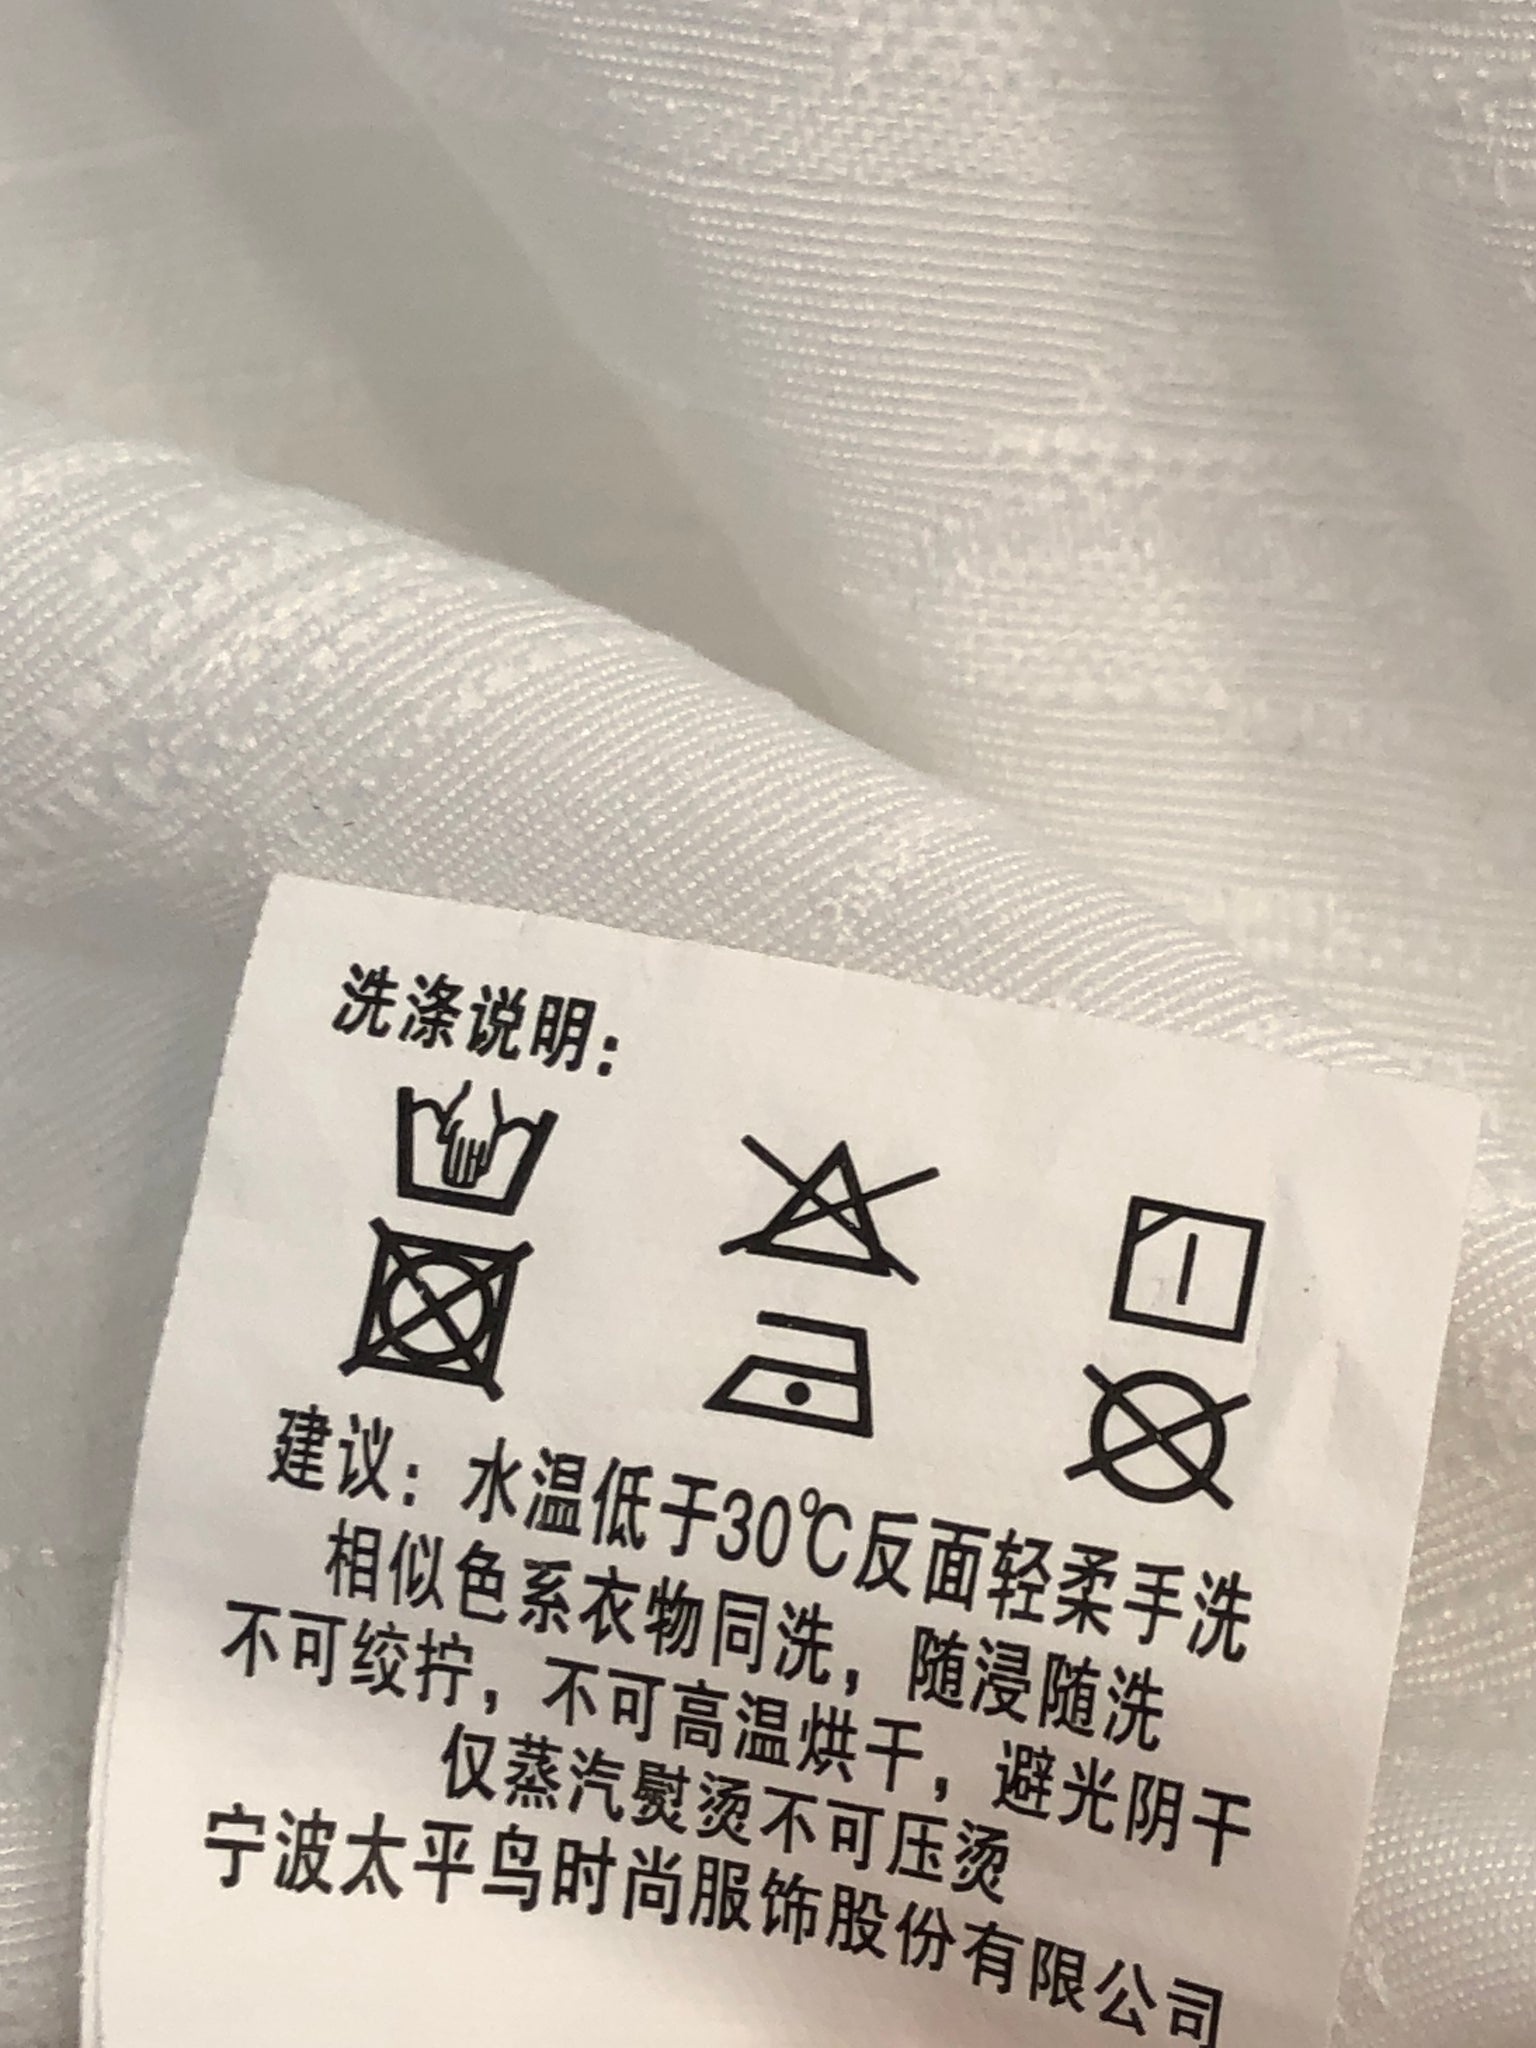 洗涤说明：
建议：水温低于30℃反面轻柔手洗
相似色系衣物同洗，随浸随洗
不可绞拧，不可高温烘干，避光阴干
仅蒸汽熨烫不可压烫
宁波太平鸟时尚服饰股份有限公司